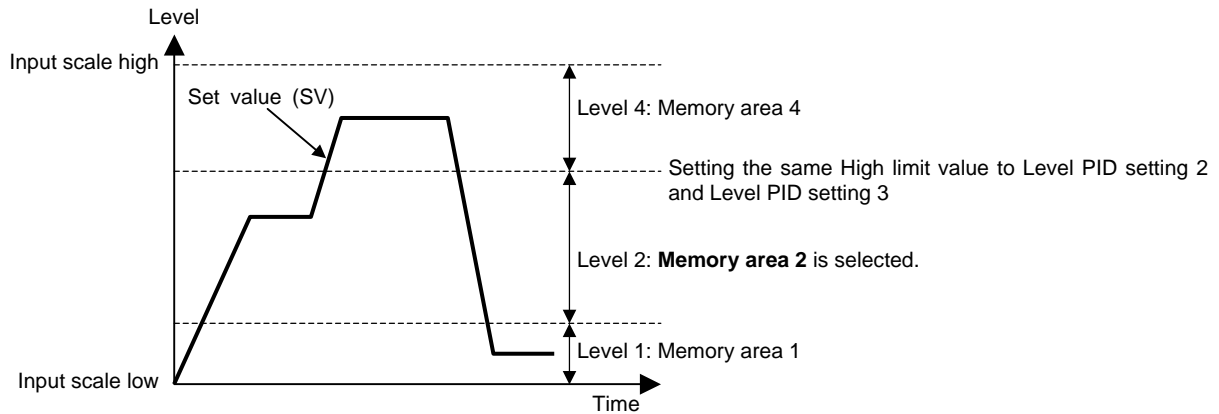 Level
Input scale high
Set value (SV)
Level 4: Memory area 4
Setting the same High limit value to Level PID setting 2
and Level PID setting 3
Level 2: Memory area 2 is selected.
Level 1: Memory area 1
Input scale low
Time